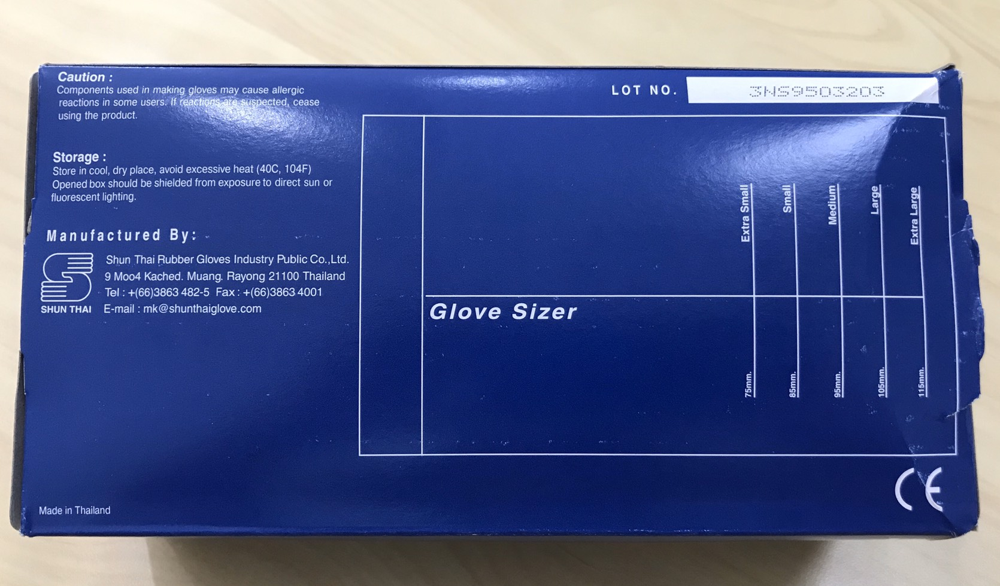 Caution :
Components used in making gloves may cause allergic
reactions in some users. If reactions are suspected, cease
using the product.
LOT NO.
3NS9503203
Storage :
Store in cool, dry place, avoid excessive heat (40C, 104F)
Opened box should be shielded from exposure to direct sun or
fluorescent lighting.
Manufactured By:
Shun Thai Rubber Gloves Industry Public Co.,Ltd.
9 Moo4 Kached. Muang. Rayong 21100 Thailand
Tel : +(66)3863 482-5 Fax : +(66)3863 4001
SHUN THAI
E-mail : mk@shunthaiglove.com
Glove Sizer
Extra Small
Small
Medium
Large
Extra Large
75mm.
85mm.
95mm.
105mm.
115mm.
Made in Thailand
CE